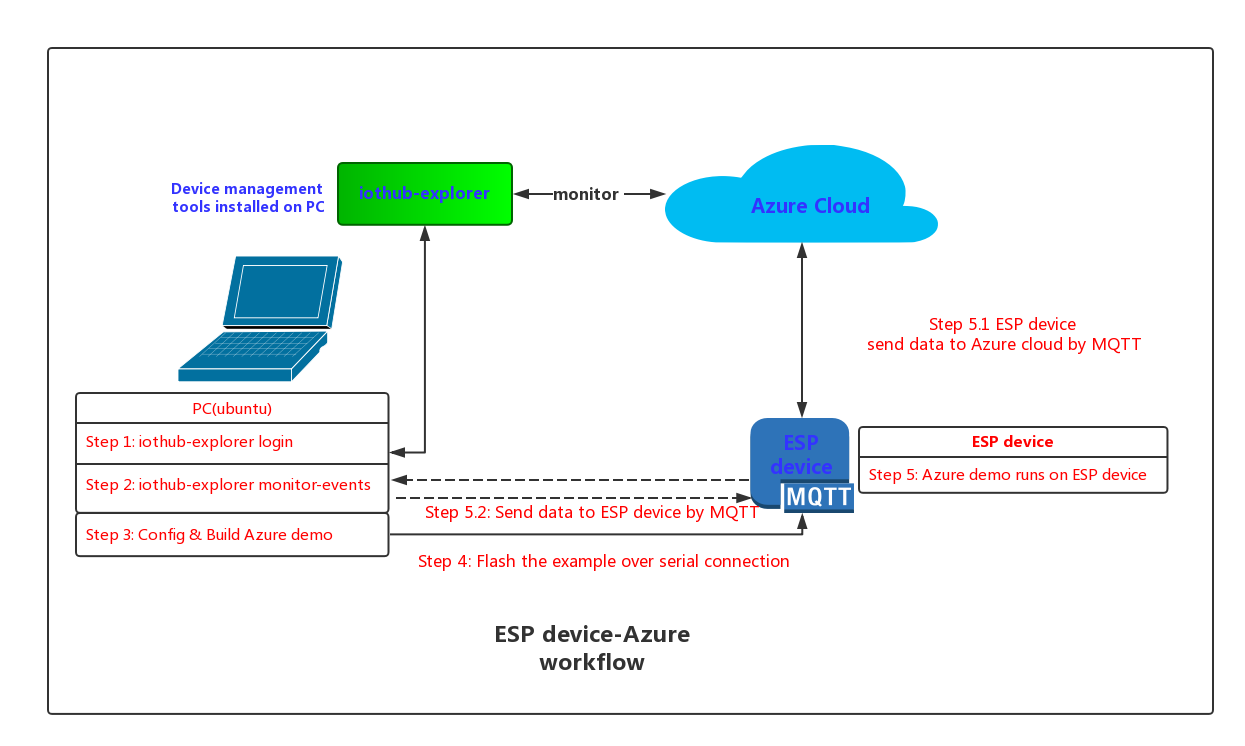 Device management
tools installed on PC
iothub-explorer
monitor
Azure Cloud
Step 5.1 ESP device
send data to Azure cloud by MQTT
PC(ubuntu)
Step 1: iothub-explorer login
Step 2: iothub-explorer monitor-events
Step 3: Config & Build Azure demo
ESP
device
MQTT
ESP device
Step 5: Azure demo runs on ESP device
Step 5.2: Send data to ESP device by MQTT
Step 4: Flash the example over serial connection
ESP device-Azure
workflow